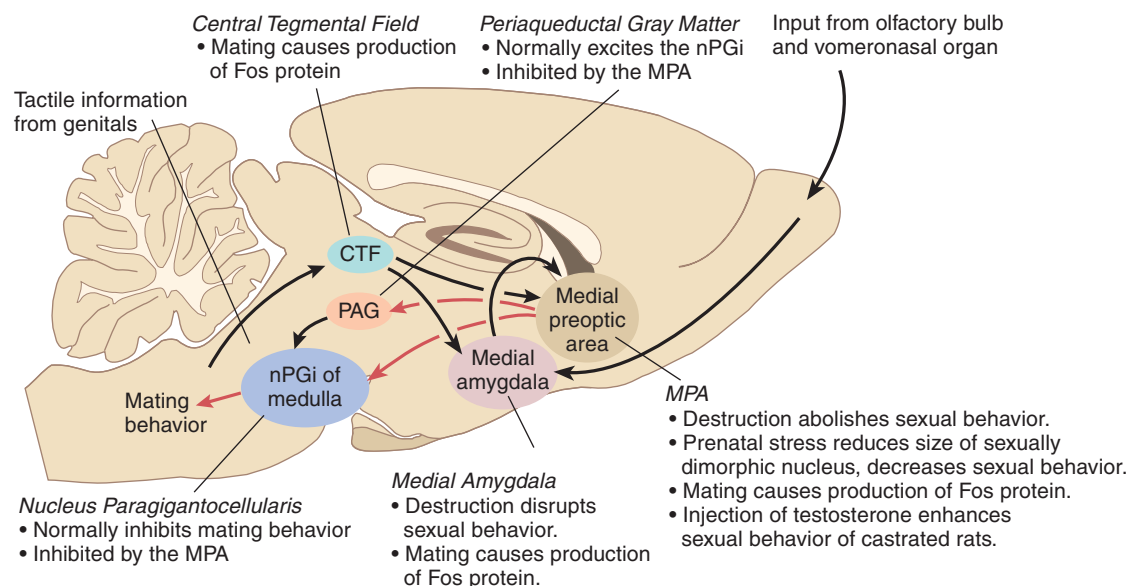 Central Tegmental Field
• Mating causes production
of Fos protein
Periaqueductal Gray Matter
• Normally excites the nPGi
• Inhibited by the MPA
Input from olfactory bulb
and vomeronasal organ
Tactile information
from genitals
CTF
PAG
Medial
preoptic
area
Medial
amygdala
nPGi of
medulla
Mating
behavior
MPA
• Destruction abolishes sexual behavior.
• Prenatal stress reduces size of sexually
dimorphic nucleus, decreases sexual behavior.
• Mating causes production of Fos protein.
• Injection of testosterone enhances
sexual behavior of castrated rats.
Medial Amygdala
• Destruction disrupts
sexual behavior.
• Mating causes production
of Fos protein.
Nucleus Paragigantocellularis
• Normally inhibits mating behavior
• Inhibited by the MPA